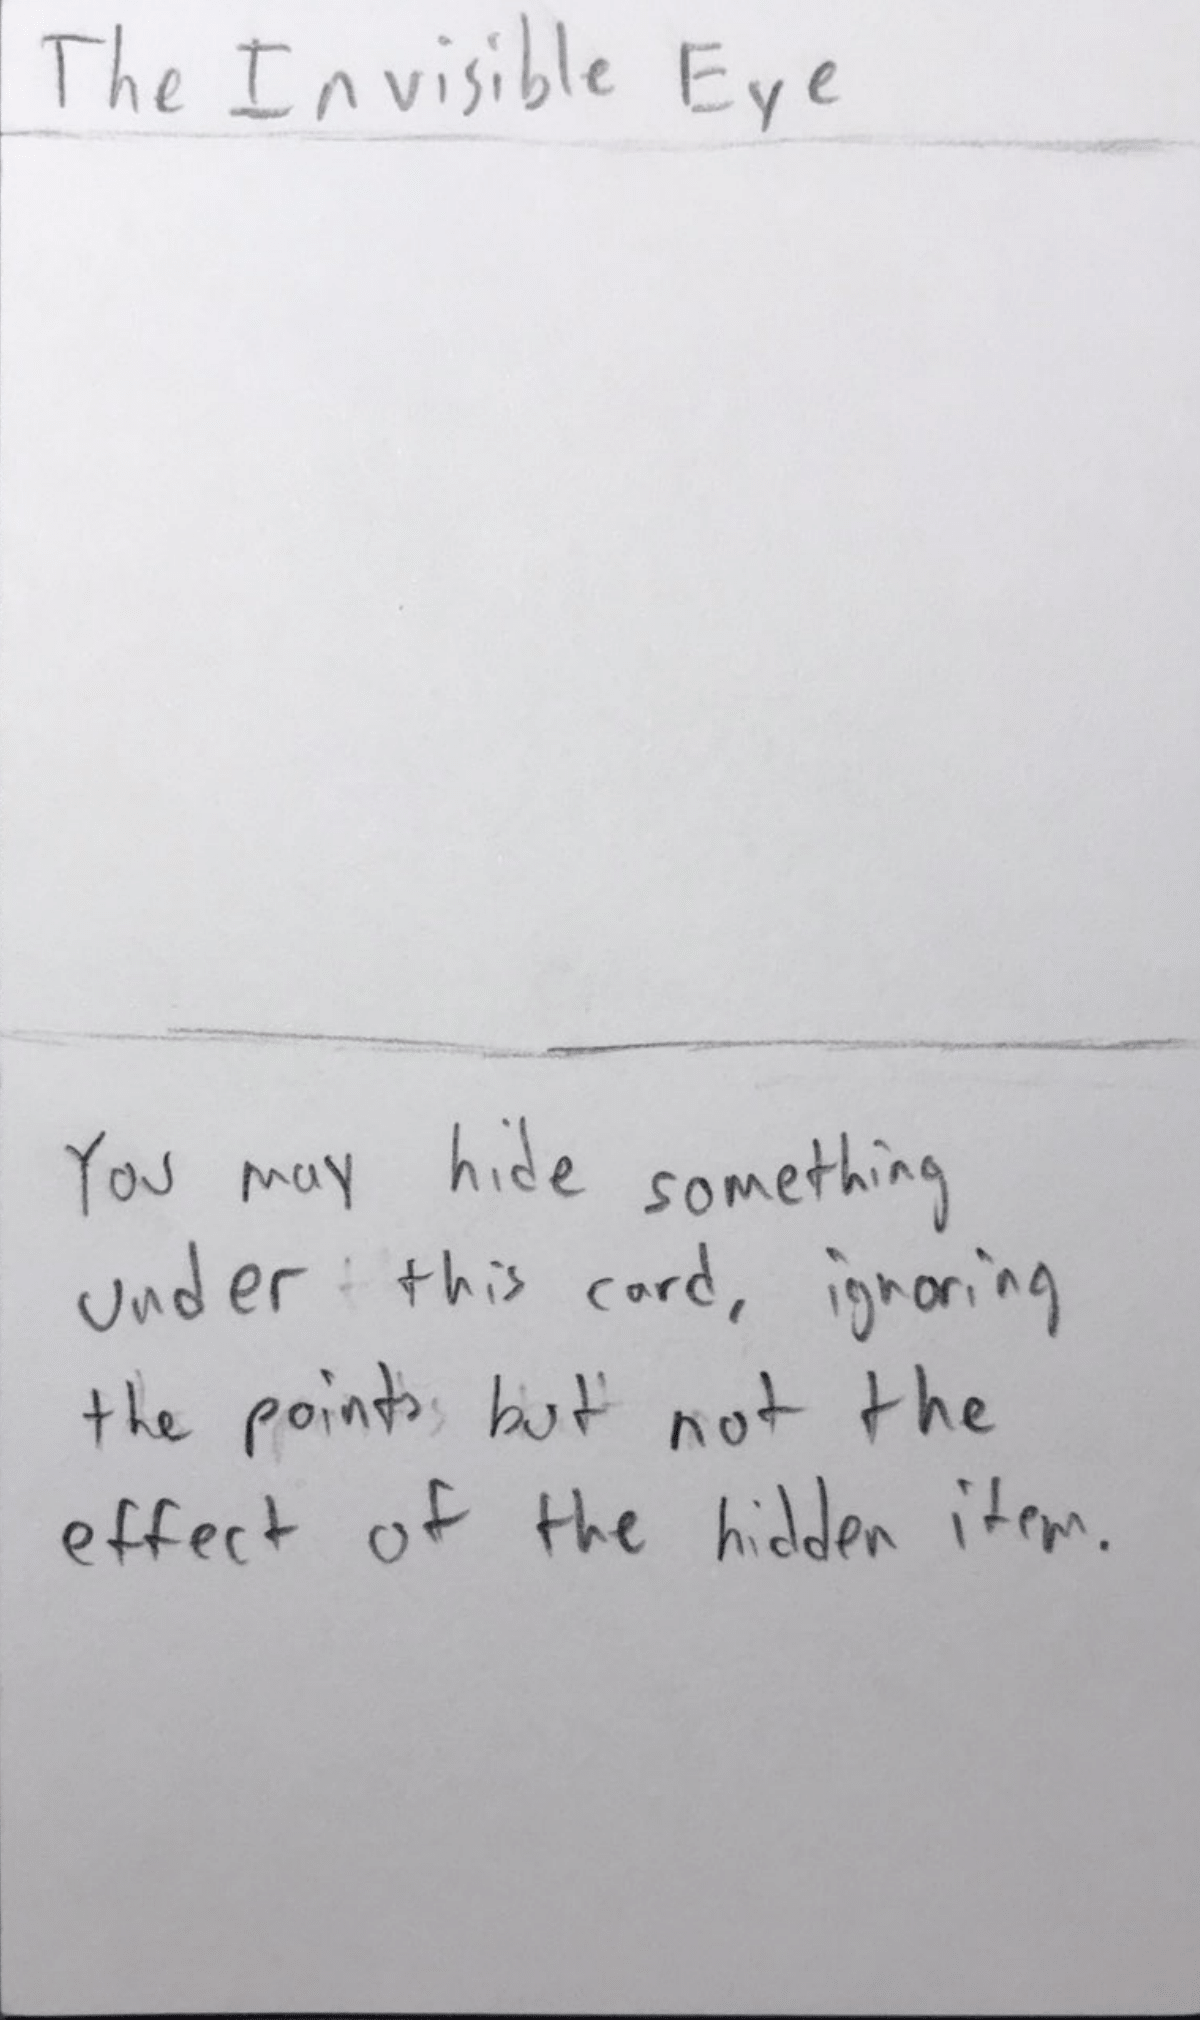 The Invisible Eye
You may hide something
under this card, ignoring
the points but not the
effect of the hidden item.